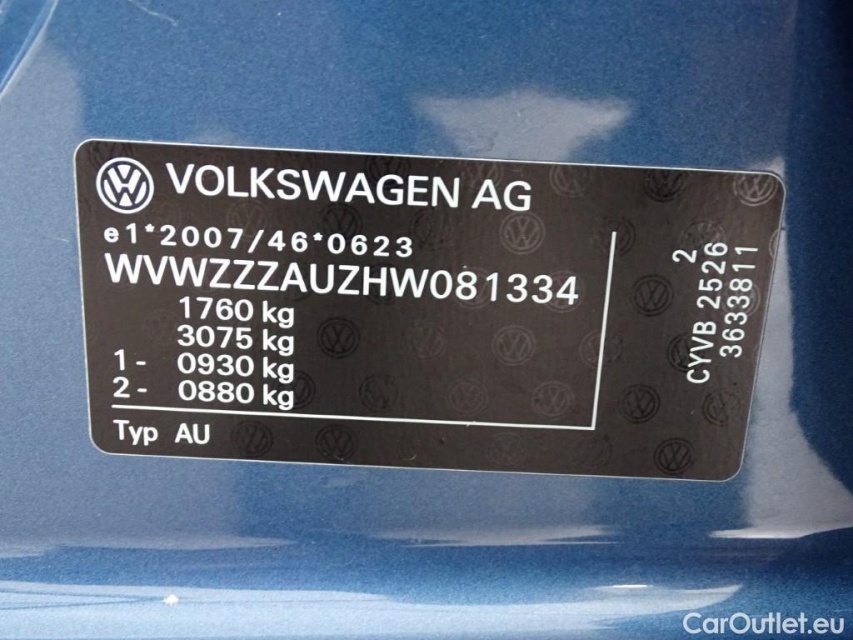 VOLKSWAGEN AG
e1*2007/46*0623
WVWZZZAUZHW081334
1760 kg
3075 kg
1- 0930 kg
2- 0880 kg
Typ AU
2
CYVB 2526
3633811
CarOutlet.eu